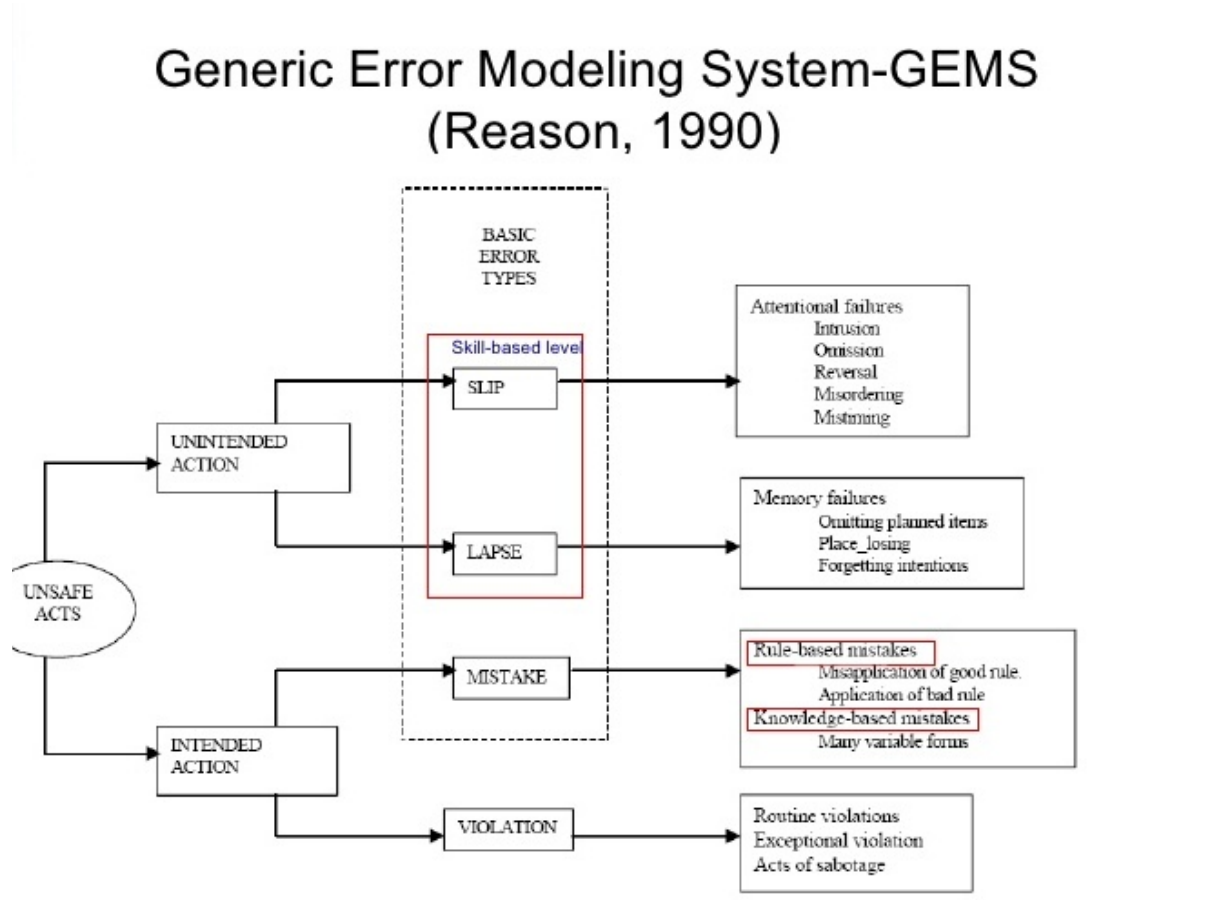 Generic Error Modeling System-GEMS
(Reason, 1990)
BASIC
ERROR
TYPES
Skill-based level
SLIP
Attentional failures
Intrusion
Omission
Reversal
Misordering
Mistiming
UNINTENDED
ACTION
LAPSE
Memory failures
Omitting planned items
Place_losing
Forgetting intentions
UNSAFE
ACTS
MISTAKE
Rule-based mistakes
Misapplication of good rule.
Application of bad rule
Knowledge-based mistakes
Many variable forms
INTENDED
ACTION
VIOLATION
Routine violations
Exceptional violation
Acts of sabotage